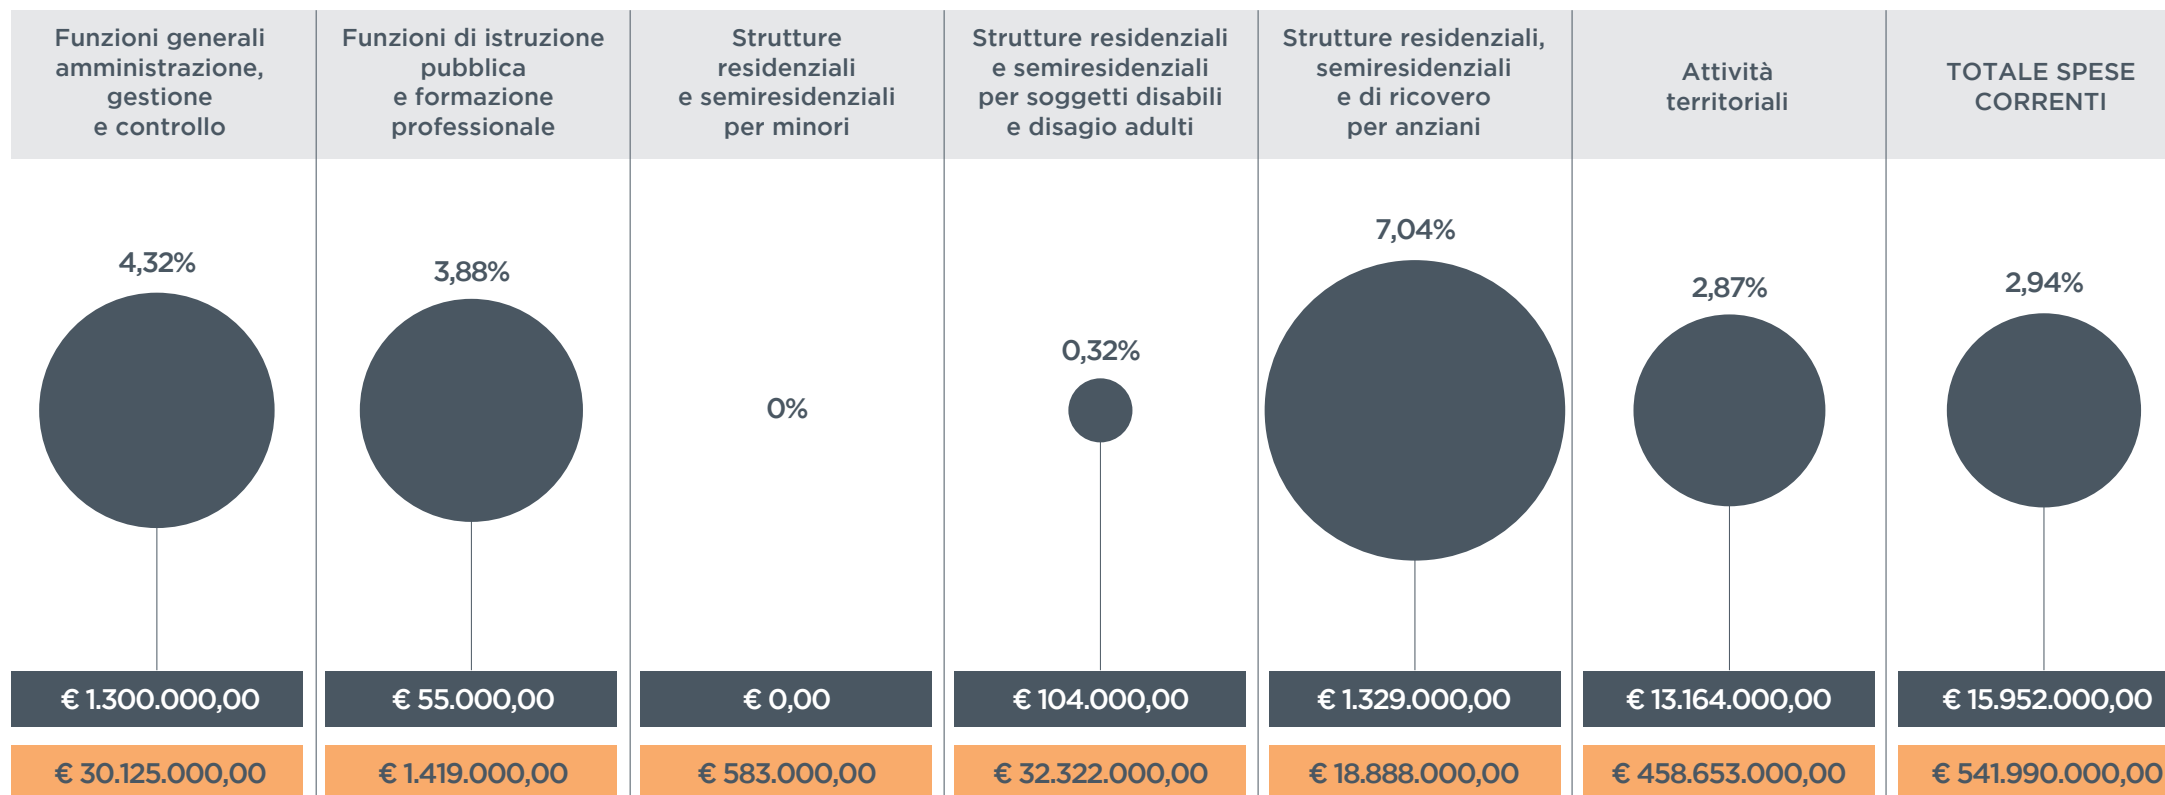 Funzioni generali
amministrazione,
gestione
e controllo
Funzioni di istruzione
pubblica
e formazione
professionale
Strutture
residenziali
e semiresidenziali
per minori
Strutture residenziali
e semiresidenziali
per soggetti disabili
e disagio adulti
Strutture residenziali,
semiresidenziali
e di ricovero
per anziani
Attività
territoriali
TOTALE SPESE
CORRENTI
4,32%
3,88%
0%
0,32%
7,04%
2,87%
2,94%
€ 1.300.000,00
€ 55.000,00
€ 0,00
€ 104.000,00
€ 1.329.000,00
€ 13.164.000,00
€ 15.952.000,00
€ 30.125.000,00
€ 1.419.000,00
€ 583.000,00
€ 32.322.000,00
€ 18.888.000,00
€ 458.653.000,00
€ 541.990.000,00